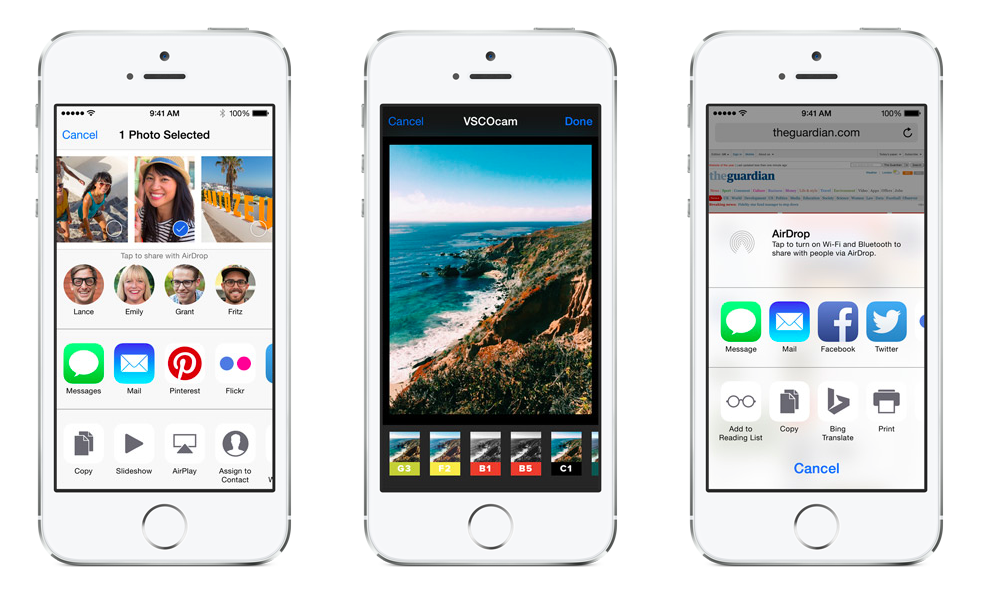 9:41 AM
100%
Cancel
1 Photo Selected
Tap to share with AirDrop
Lance
Emily
Grant
Fritz
Messages
Mail
Pinterest
Flickr
Copy
Slideshow
AirPlay
Assign to
Contact
W
Cancel
VSCOcam
Done
G3
F2
B1
B5
C1
9:41 AM
100%
theguardian.com
theguardian
AirDrop
Tap to turn on Wi-Fi and Bluetooth to
share with people via AirDrop.
Message
Mail
Facebook
Twitter
Add to
Reading List
Copy
Bing
Translate
Print
Cancel